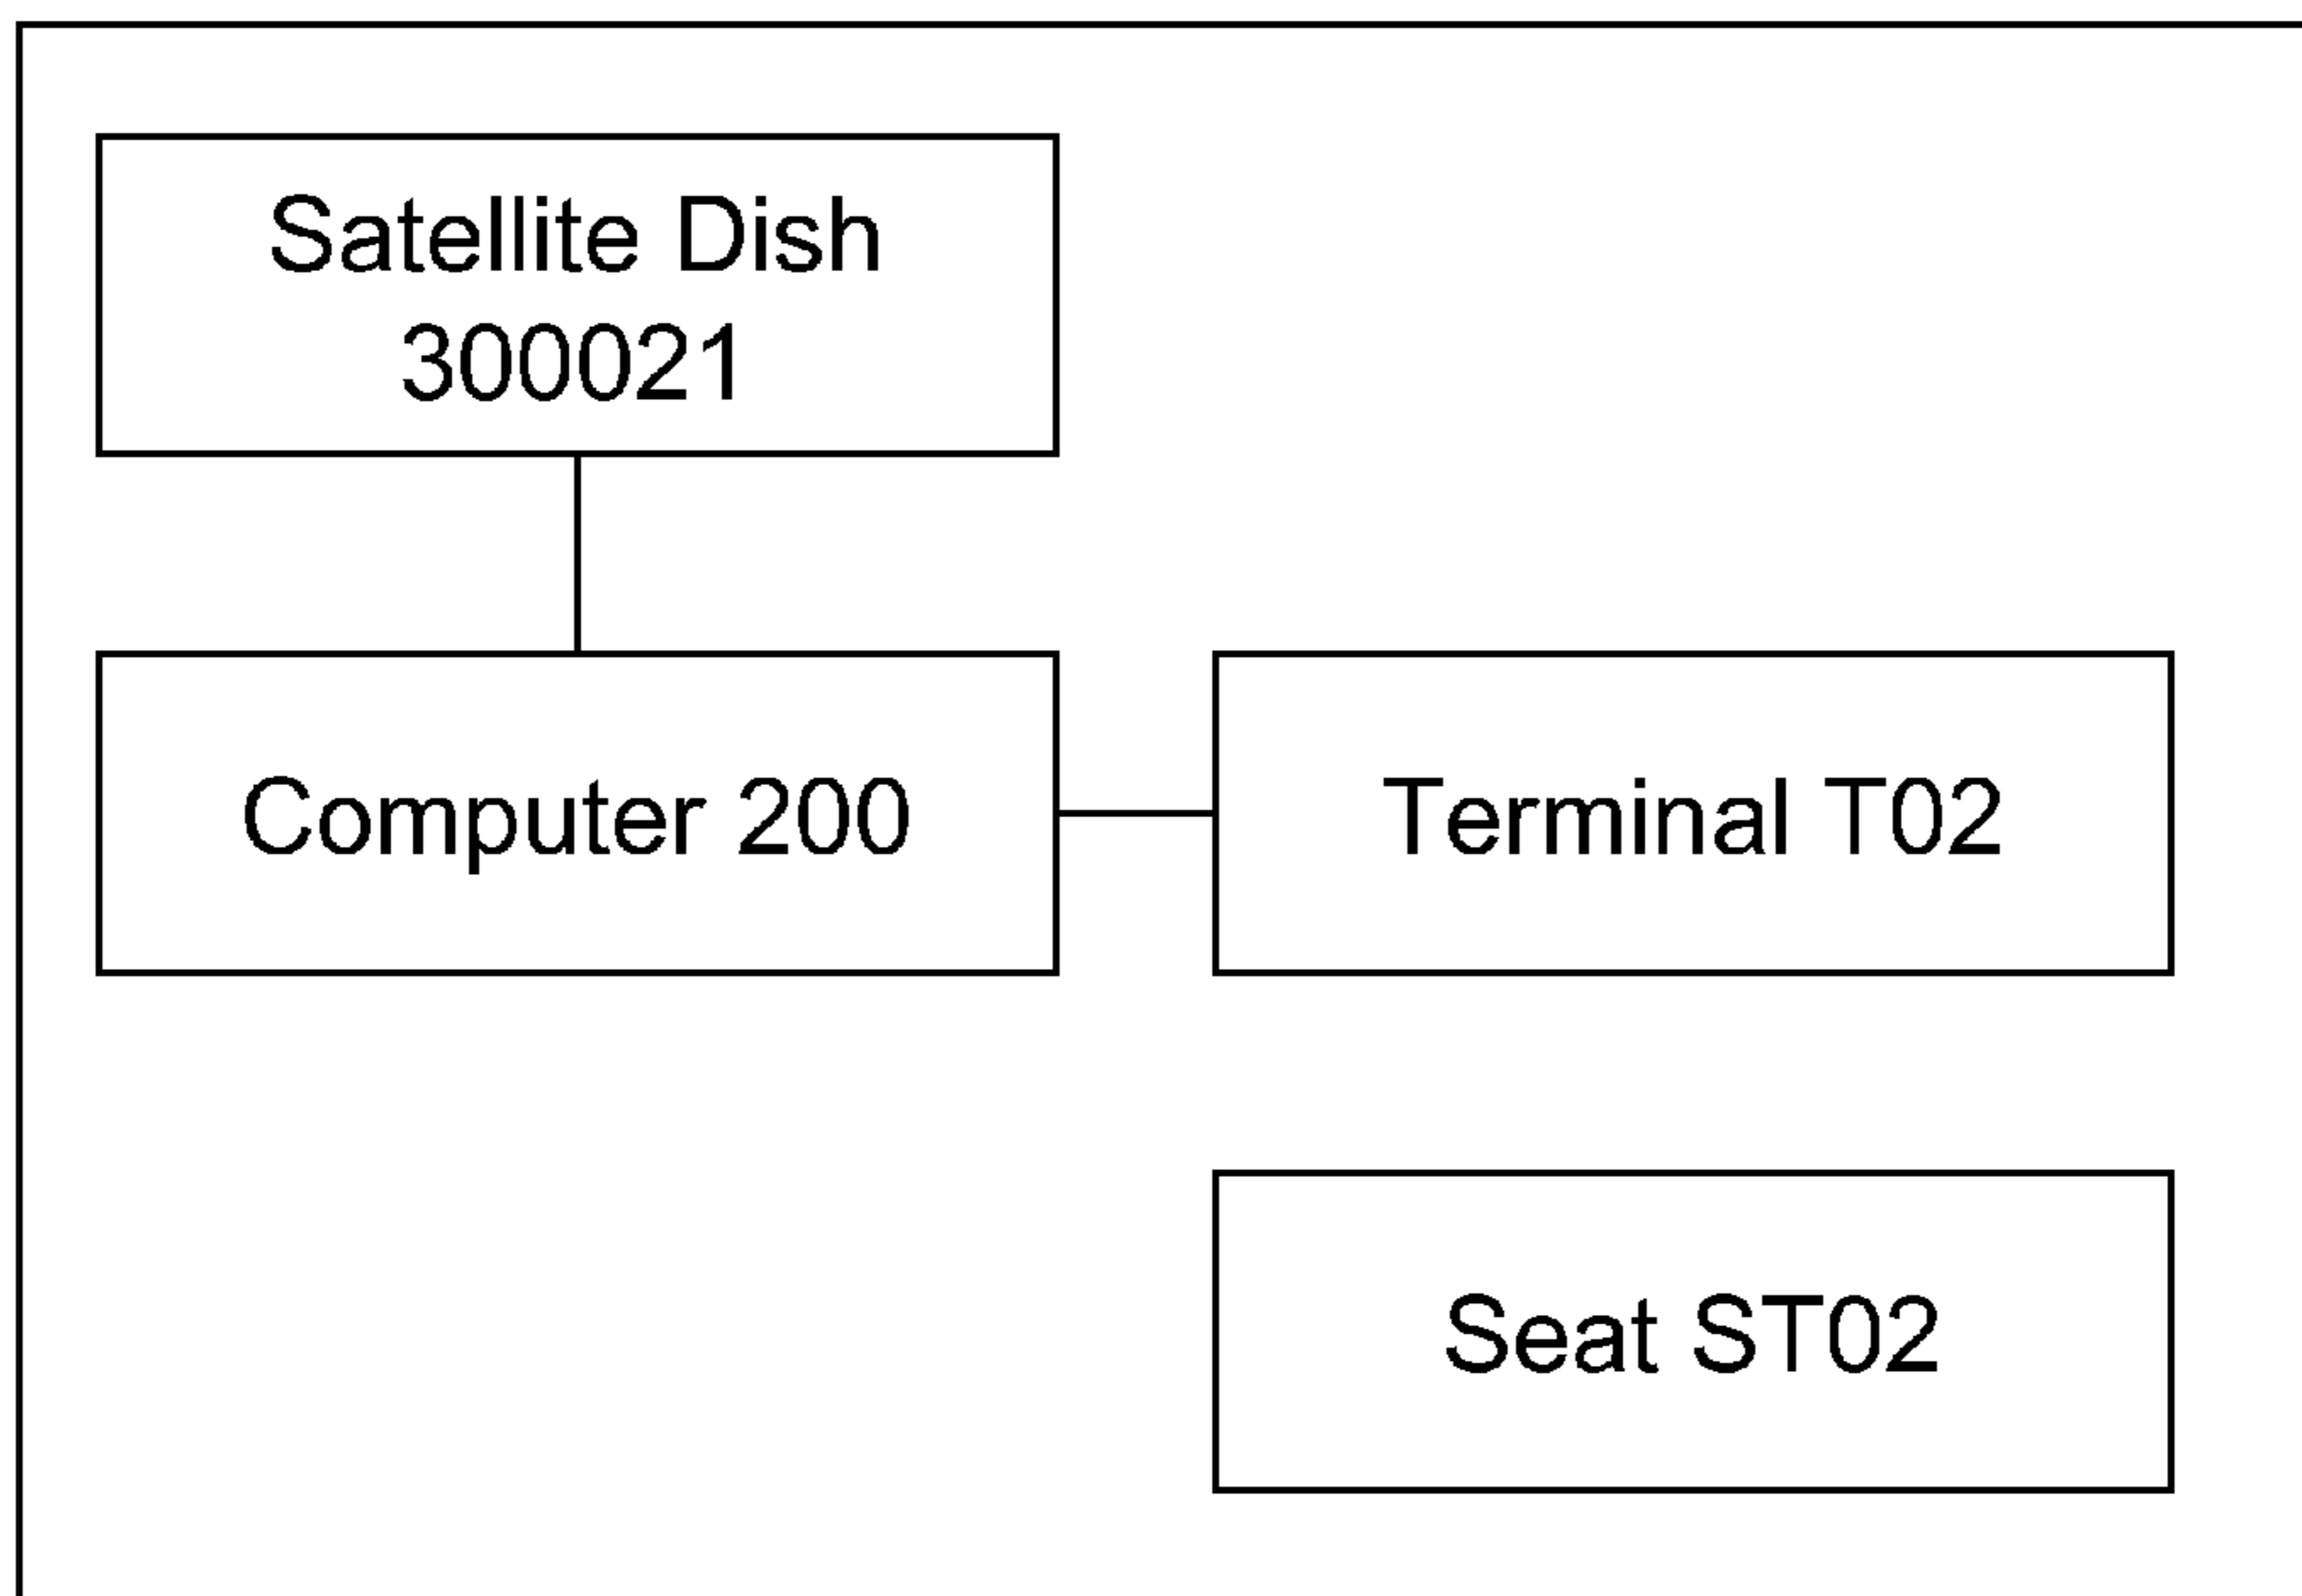 Satellite Dish
300021
Computer 200
Terminal T02
Seat ST02